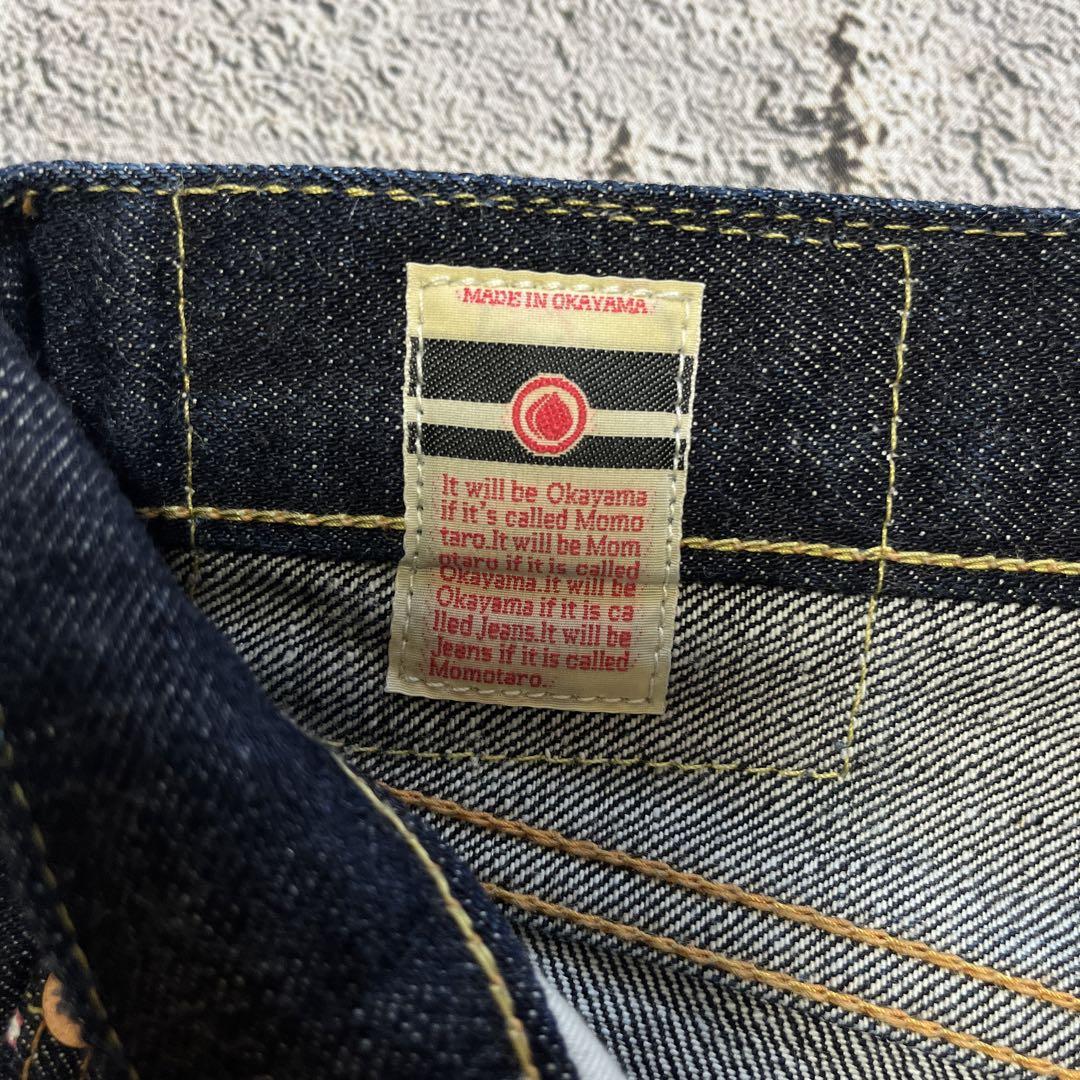 MADE IN OKAYAMA
It will be Okayama
if it's called Momo
taro.It will be Mom
otaro if it is called
Okayama.it will be
Okayama if it is ca
lled Jeans.It will be
Jeans if it is called
Momotaro.